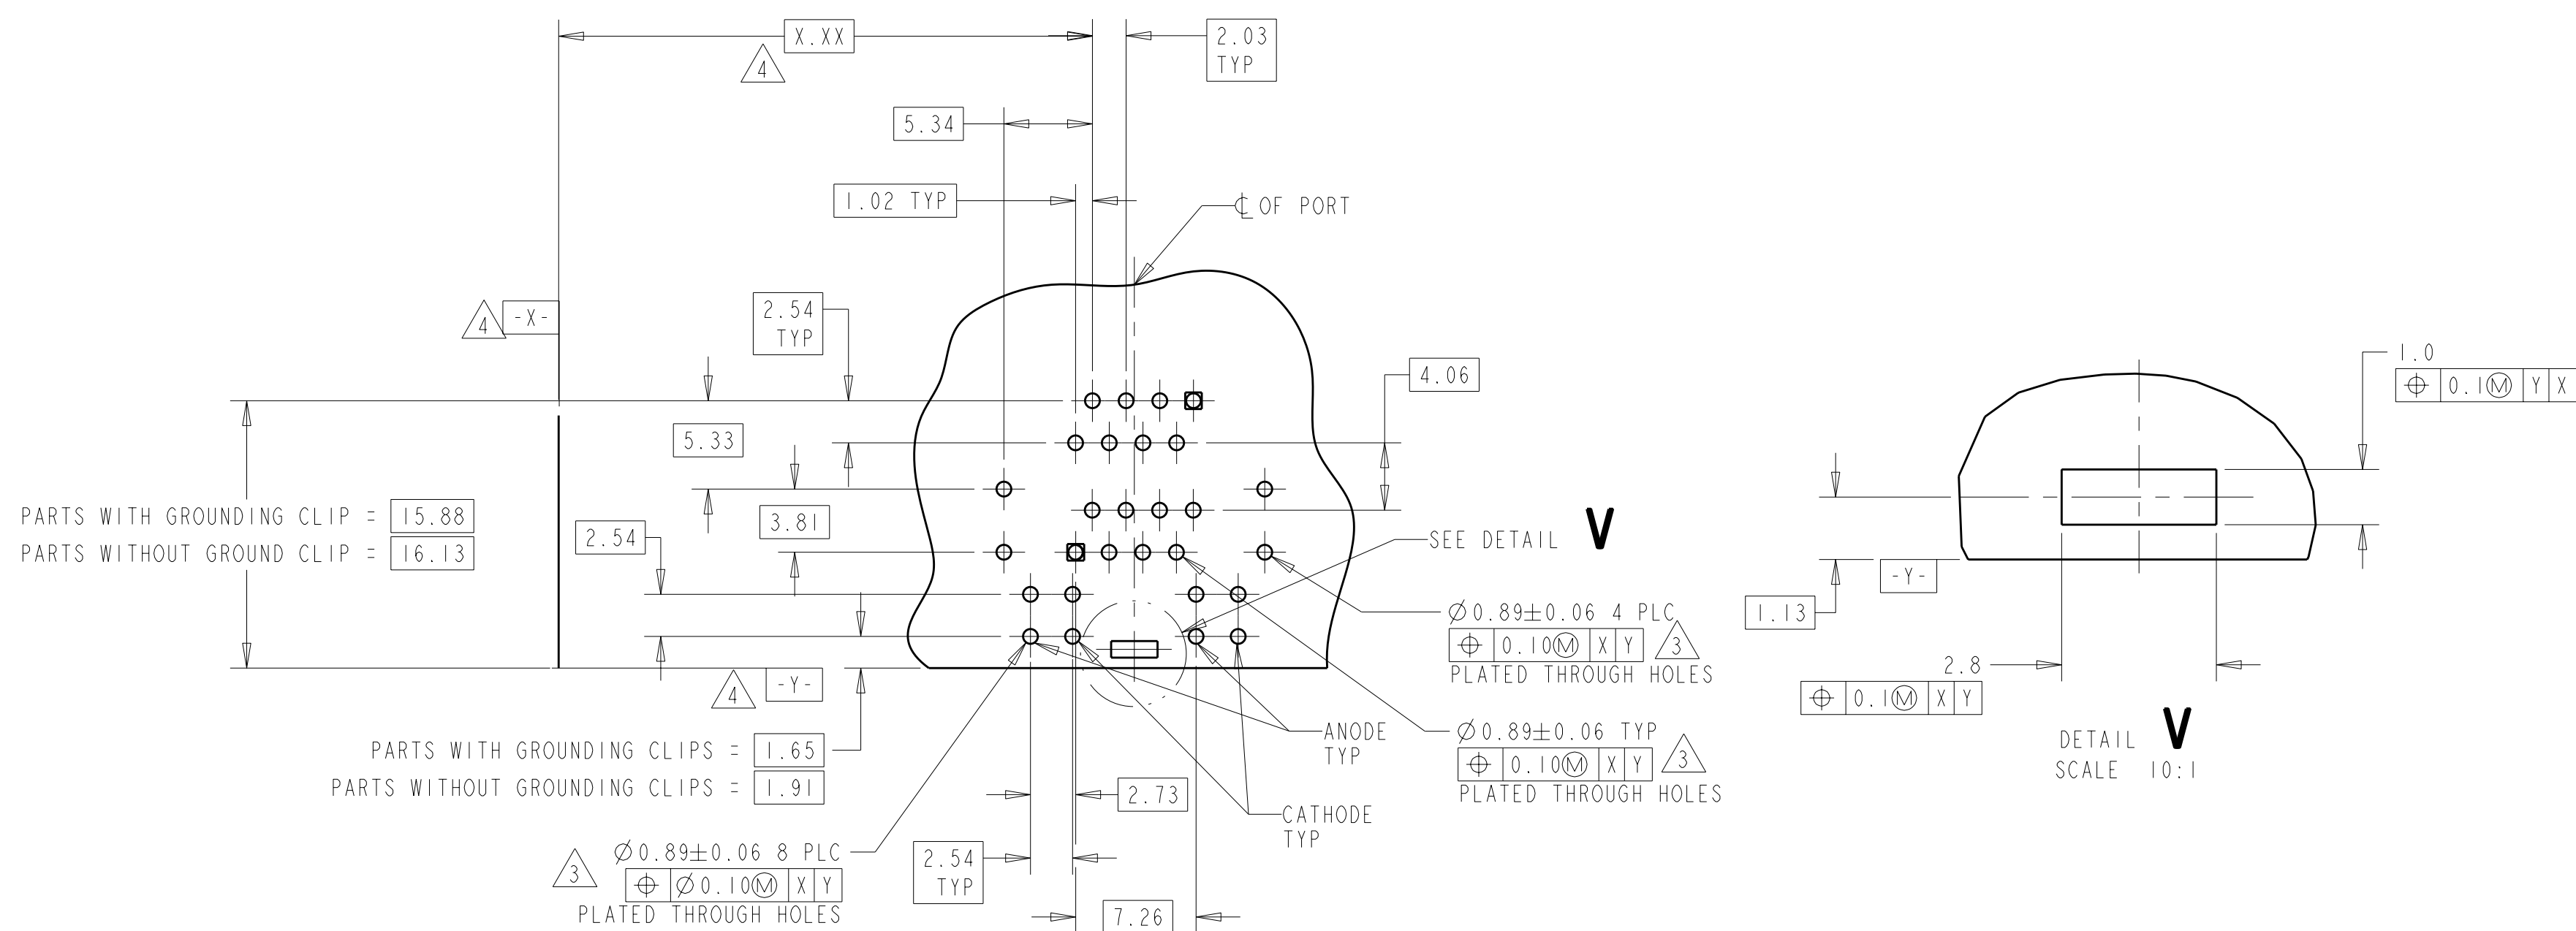 X.XX
4
2.03
TYP
5.34
1.02 TYP
℄ OF PORT
4
-X-
2.54
TYP
4.06
5.33
3.81
2.54
PARTS WITH GROUNDING CLIP = 15.88
PARTS WITHOUT GROUND CLIP = 16.13
SEE DETAIL V
4
-Y-
Ø0.89±0.06 4 PLC
⌖ 0.10Ⓜ X Y 3
PLATED THROUGH HOLES
PARTS WITH GROUNDING CLIPS = 1.65
PARTS WITHOUT GROUNDING CLIPS = 1.91
ANODE
TYP
Ø0.89±0.06 TYP
⌖ 0.10Ⓜ X Y 3
PLATED THROUGH HOLES
2.73
CATHODE
TYP
3 Ø0.89±0.06 8 PLC
⌖ Ø0.10Ⓜ X Y
PLATED THROUGH HOLES
2.54
TYP
7.26
1.0
⌖ 0.1Ⓜ Y X
-Y-
1.13
2.8
⌖ 0.1Ⓜ X Y
DETAIL V
SCALE 10:1